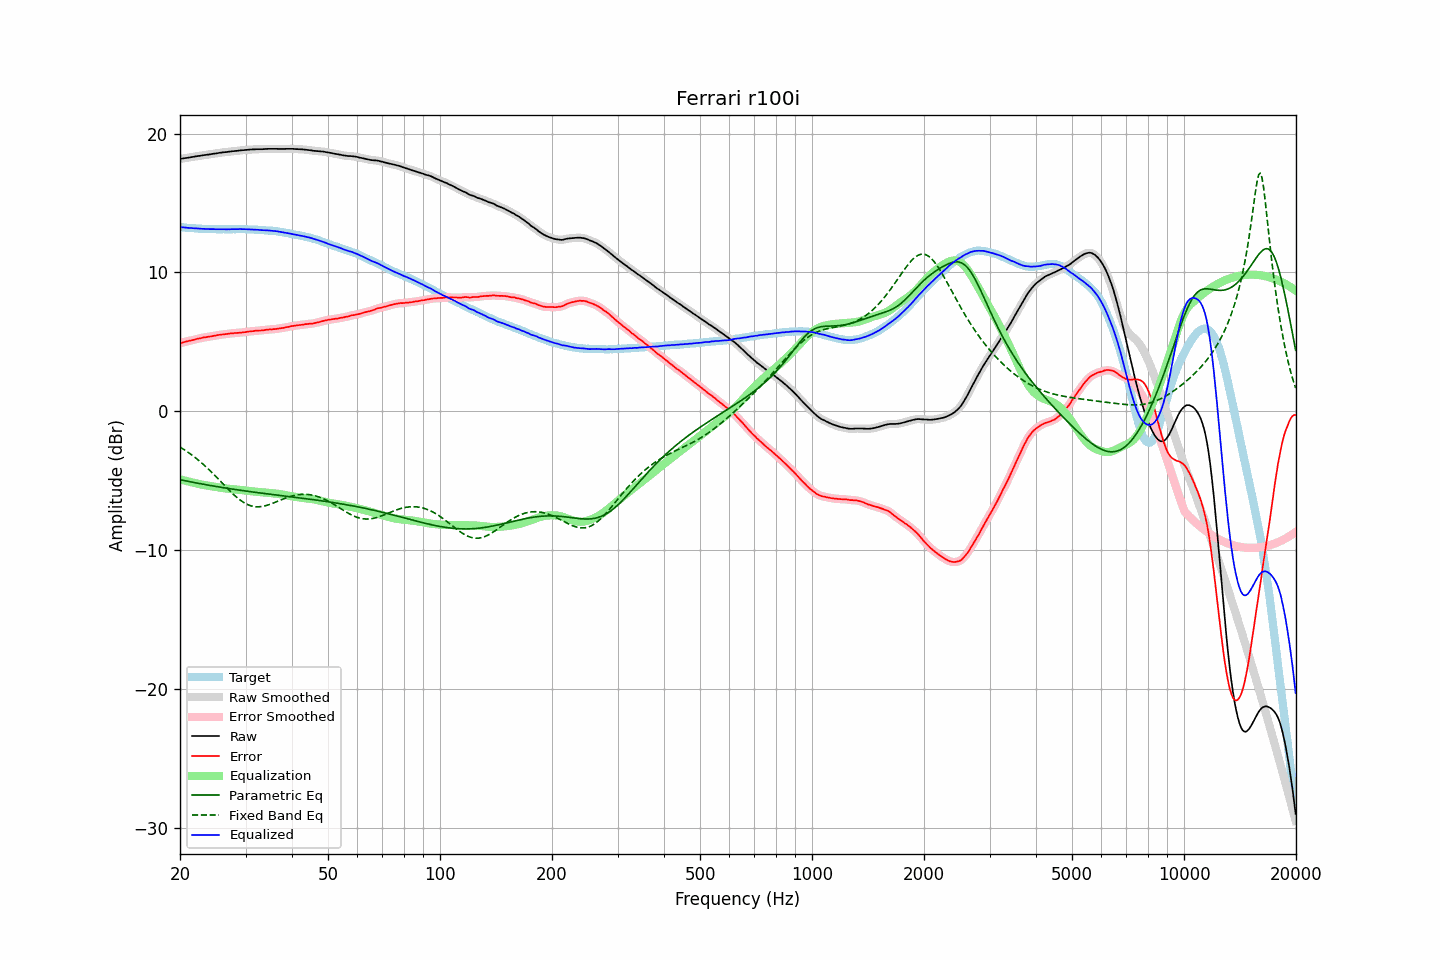 Ferrari r100i
Amplitude (dBr)
20
10
0
−10
−20
−30
Target
Raw Smoothed
Error Smoothed
Raw
Error
Equalization
Parametric Eq
Fixed Band Eq
Equalized
20 50 100 200 500 1000 2000 5000 10000 20000
Frequency (Hz)